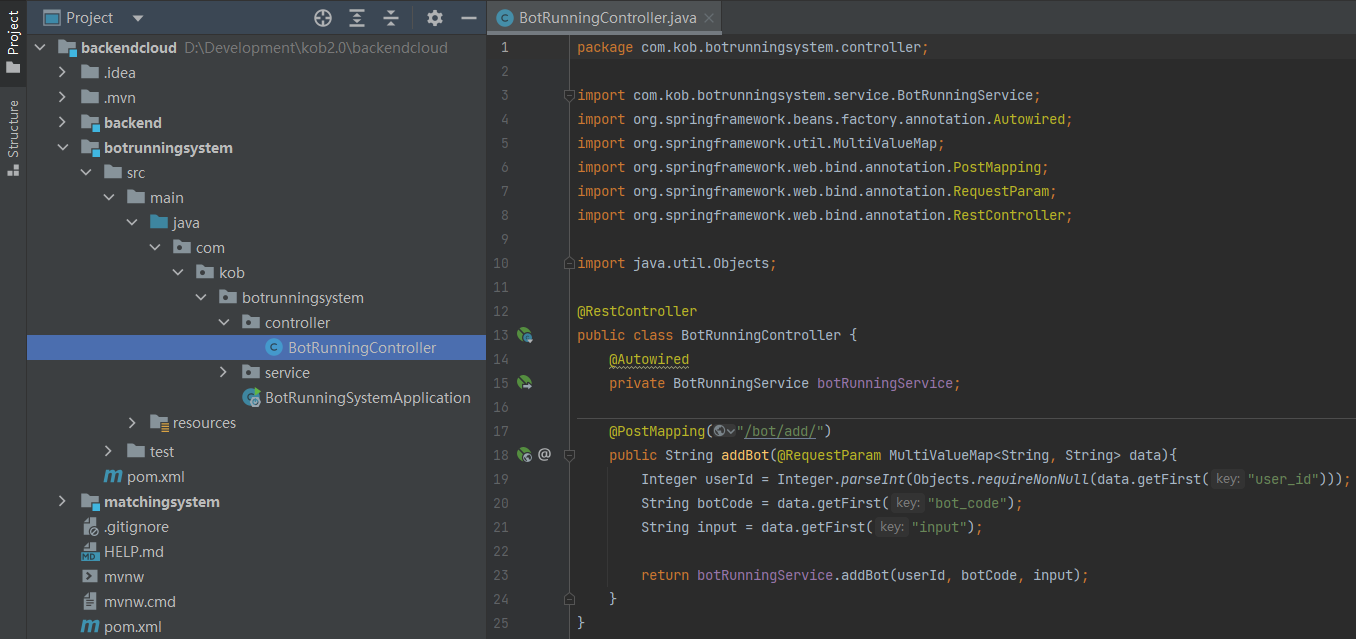 Project
Structure
Project
backendcloud D:\Development\kob2.0\backendcloud
.idea
.mvn
backend
botrunningsystem
src
main
java
com
kob
botrunningsystem
controller
BotRunningController
service
BotRunningSystemApplication
resources
test
pom.xml
matchingsystem
.gitignore
HELP.md
mvnw
mvnw.cmd
pom.xml
BotRunningController.java
1 package com.kob.botrunningsystem.controller;
2
3 import com.kob.botrunningsystem.service.BotRunningService;
4 import org.springframework.beans.factory.annotation.Autowired;
5 import org.springframework.util.MultiValueMap;
6 import org.springframework.web.bind.annotation.PostMapping;
7 import org.springframework.web.bind.annotation.RequestParam;
8 import org.springframework.web.bind.annotation.RestController;
9
10 import java.util.Objects;
11
12 @RestController
13 public class BotRunningController {
14 @Autowired
15 private BotRunningService botRunningService;
16
17 @PostMapping("/bot/add/")
18 public String addBot(@RequestParam MultiValueMap<String, String> data){
19 Integer userId = Integer.parseInt(Objects.requireNonNull(data.getFirst( key: "user_id")));
20 String botCode = data.getFirst( key: "bot_code");
21 String input = data.getFirst( key: "input");
22
23 return botRunningService.addBot(userId, botCode, input);
24 }
25 }